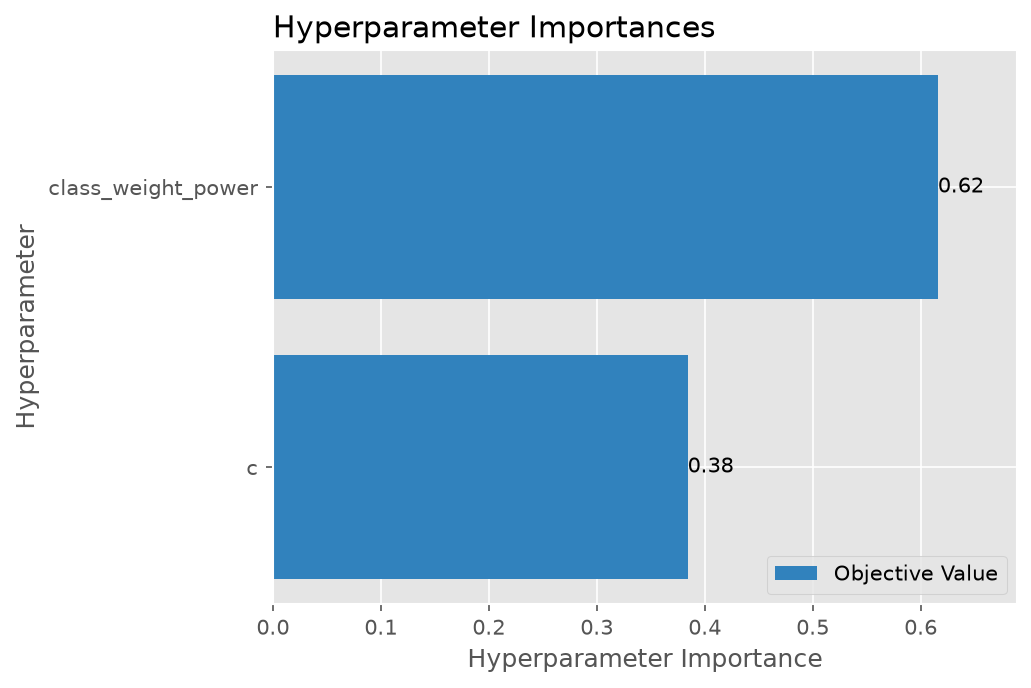 Hyperparameter Importances
Hyperparameter
class_weight_power
0.62
c
0.38
Objective Value
0.0 0.1 0.2 0.3 0.4 0.5 0.6
Hyperparameter Importance